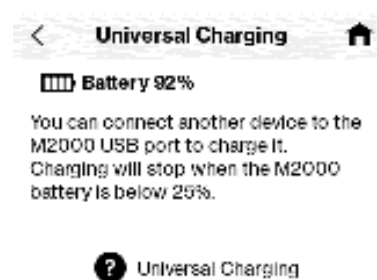 Universal Charging
Battery 92%
You can connect another device to the
M2000 USB port to charge it.
Charging will stop when the M2000
battery is below 25%.
Universal Charging